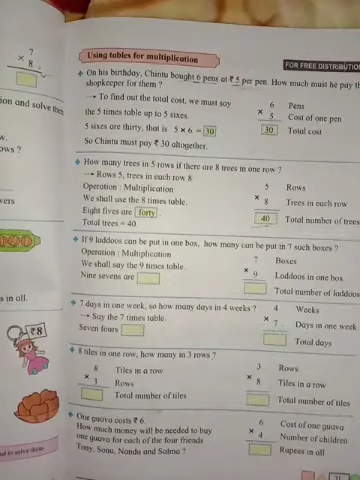 7
× 8
ion and solve them
w.
ows ?
vers
s in all.
₹8
nd to solve them.
Using tables for multiplication
FOR FREE DISTRIBUTION
On his birthday, Chintu bought 6 pens at ₹ 5 per pen. How much must he pay th
shopkeeper for them ?
→ To find out the total cost, we must say
the 5 times table up to 5 sixes.
5 sixes are thirty, that is 5 × 6 = 30
So Chintu must pay ₹ 30 altogether.
6 Pens
× 5 Cost of one pen
30 Total cost
How many trees in 5 rows if there are 8 trees in one row ?
→ Rows 5, trees in each row 8
Operation : Multiplication
We shall use the 8 times table.
Eight fives are forty.
Total trees = 40
5 Rows
× 8 Trees in each row
40 Total number of trees
If 9 laddoos can be put in one box, how many can be put in 7 such boxes ?
Operation : Multiplication
We shall say the 9 times table.
Nine sevens are
7 Boxes
× 9 Laddoos in one box
Total number of laddoos
7 days in one week, so how many days in 4 weeks ?
→ Say the 7 times table.
Seven fours
4 Weeks
× 7 Days in one week
Total days
8 tiles in one row, how many in 3 rows ?
8 Tiles in a row
× 3 Rows
Total number of tiles
3 Rows
× 8 Tiles in a row
Total number of tiles
One guava costs ₹ 6.
How much money will be needed to buy
one guava for each of the four friends
Tony, Sonu, Nandu and Salma ?
6 Cost of one guava
× 4 Number of children
Rupees in all